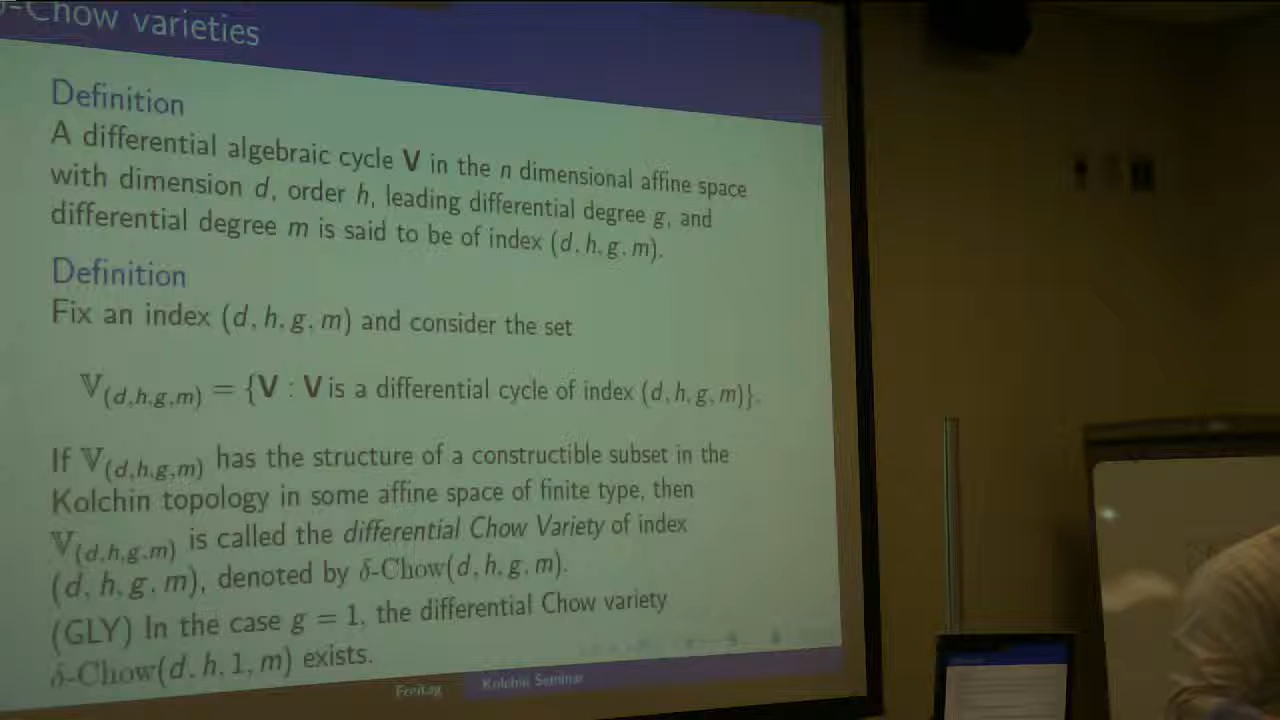 -Chow varieties
Definition
A differential algebraic cycle V in the n dimensional affine space
with dimension d, order h, leading differential degree g, and
differential degree m is said to be of index (d, h, g, m).
Definition
Fix an index (d, h, g, m) and consider the set
𝕍(d,h,g,m) = {V : V is a differential cycle of index (d, h, g, m)}.
If 𝕍(d,h,g,m) has the structure of a constructible subset in the
Kolchin topology in some affine space of finite type, then
𝕍(d,h,g,m) is called the differential Chow Variety of index
(d, h, g, m), denoted by δ-Chow(d, h, g, m).
(GLY) In the case g = 1, the differential Chow variety
δ-Chow(d, h, 1, m) exists.
Freitag Kolchin Seminar